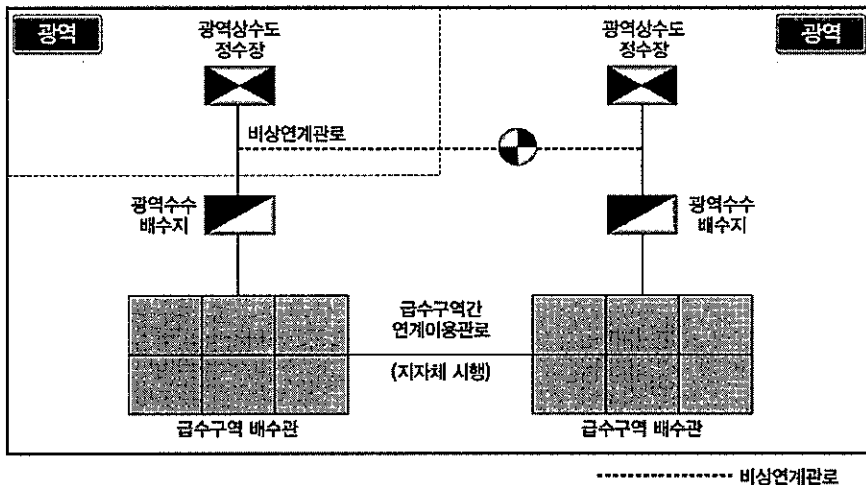 광역
광역상수도
정수장
광역상수도
정수장
광역
비상연계관로
광역수수
배수지
광역수수
배수지
급수구역간
연계이용관로
(지자체 시행)
급수구역 배수관
급수구역 배수관
비상연계관로